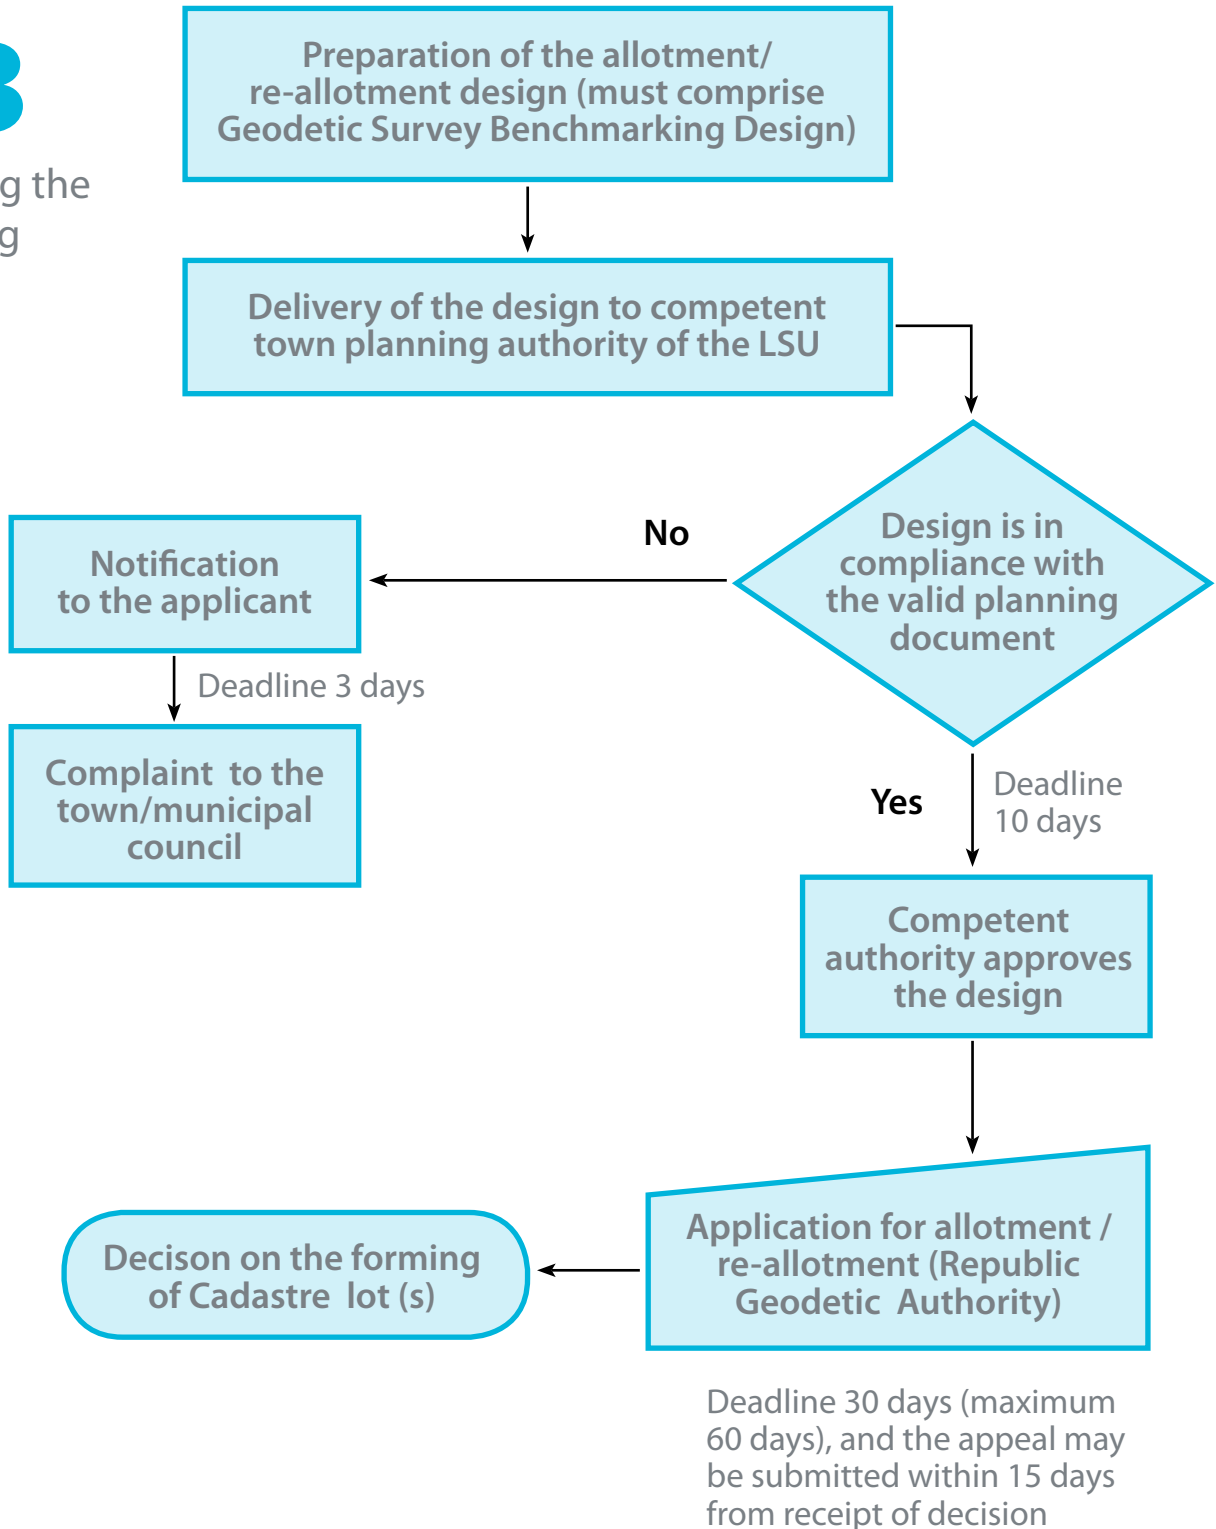 Preparation of the allotment/
re-allotment design (must comprise
Geodetic Survey Benchmarking Design)
g the
g
Delivery of the design to competent
town planning authority of the LSU
No
Design is in
compliance with
the valid planning
document
Notification
to the applicant
Deadline 3 days
Complaint to the
town/municipal
council
Yes
Deadline
10 days
Competent
authority approves
the design
Application for allotment /
re-allotment (Republic
Geodetic Authority)
Decison on the forming
of Cadastre lot (s)
Deadline 30 days (maximum
60 days), and the appeal may
be submitted within 15 days
from receipt of decision